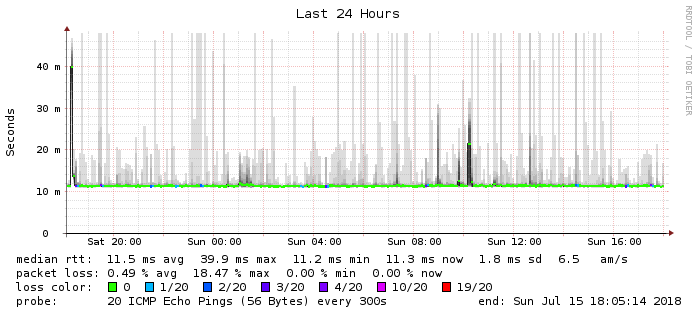 Last 24 Hours
RRDTOOL / TOBI OETIKER
Seconds
40 m
30 m
20 m
10 m
0
Sat 20:00 Sun 00:00 Sun 04:00 Sun 08:00 Sun 12:00 Sun 16:00
median rtt: 11.5 ms avg 39.9 ms max 11.2 ms min 11.3 ms now 1.8 ms sd 6.5 am/s
packet loss: 0.49 % avg 18.47 % max 0.00 % min 0.00 % now
loss color: 0 1/20 2/20 3/20 4/20 10/20 19/20
probe: 20 ICMP Echo Pings (56 Bytes) every 300s end: Sun Jul 15 18:05:14 2018